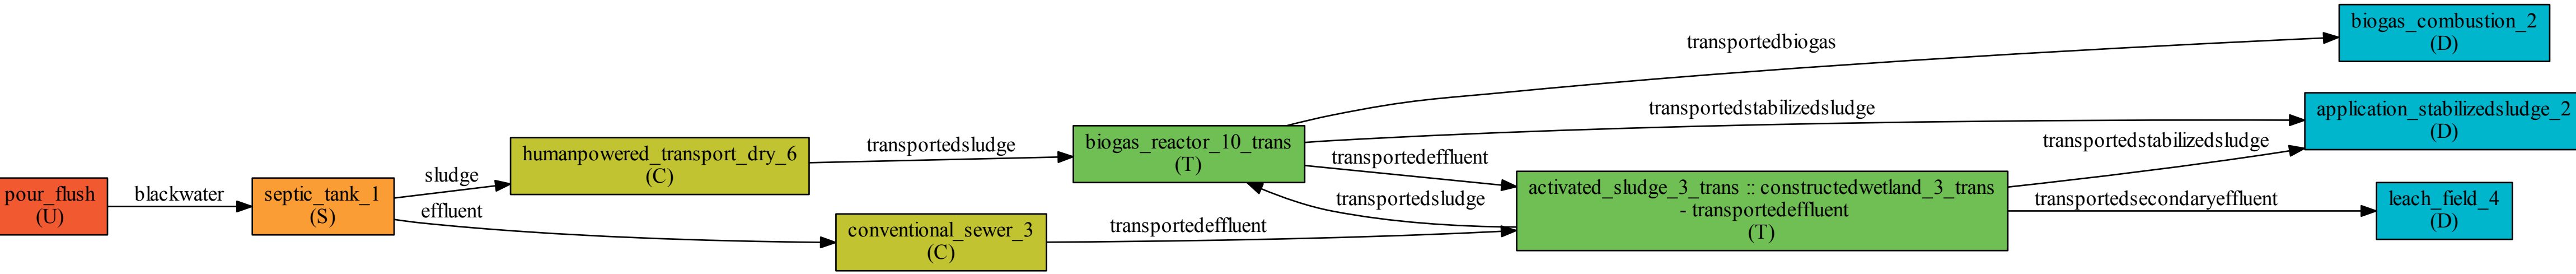 pour_flush
(U)
blackwater
septic_tank_1
(S)
sludge
effluent
humanpowered_transport_dry_6
(C)
conventional_sewer_3
(C)
transportedsludge
transportedeffluent
biogas_reactor_10_trans
(T)
transportedbiogas
transportedstabilizedsludge
transportedeffluent
transportedsludge
activated_sludge_3_trans :: constructedwetland_3_trans
- transportedeffluent
(T)
transportedstabilizedsludge
transportedsecondaryeffluent
biogas_combustion_2
(D)
application_stabilizedsludge_2
(D)
leach_field_4
(D)